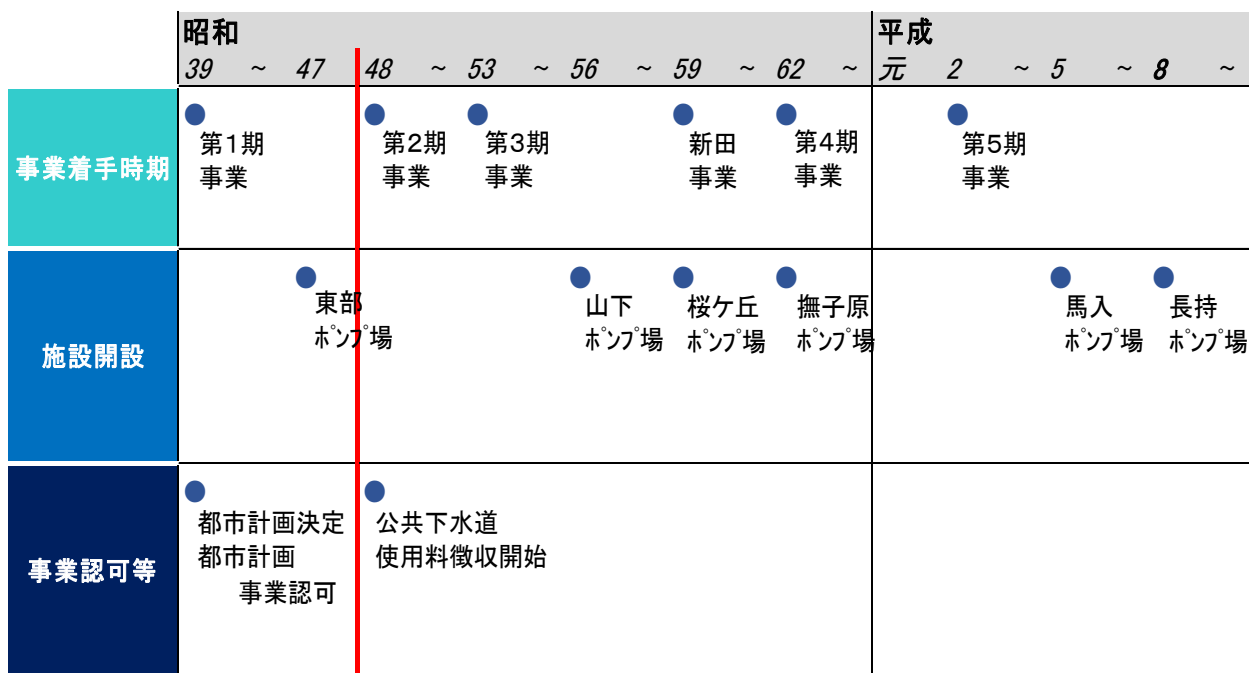 昭和 平成
39 ～ 47 48 ～ 53 ～ 56 ～ 59 ～ 62 ～ 元 2 ～ 5 ～ 8 ～
事業着手時期
第1期
事業
第2期
事業
第3期
事業
新田
事業
第4期
事業
第5期
事業
施設開設
東部
ﾎﾟﾝﾌﾟ場
山下
ﾎﾟﾝﾌﾟ場
桜ケ丘
ﾎﾟﾝﾌﾟ場
撫子原
ﾎﾟﾝﾌﾟ場
馬入
ﾎﾟﾝﾌﾟ場
長持
ﾎﾟﾝﾌﾟ場
事業認可等
都市計画決定
都市計画
事業認可
公共下水道
使用料徴収開始